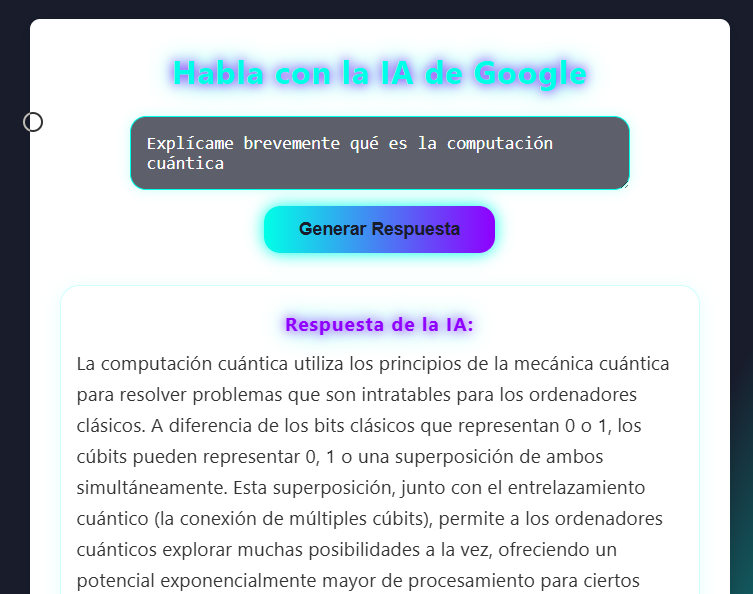 Habla con la IA de Google
Explícame brevemente qué es la computación
cuántica
Generar Respuesta
Respuesta de la IA:
La computación cuántica utiliza los principios de la mecánica cuántica
para resolver problemas que son intratables para los ordenadores
clásicos. A diferencia de los bits clásicos que representan 0 o 1, los
cúbits pueden representar 0, 1 o una superposición de ambos
simultáneamente. Esta superposición, junto con el entrelazamiento
cuántico (la conexión de múltiples cúbits), permite a los ordenadores
cuánticos explorar muchas posibilidades a la vez, ofreciendo un
potencial exponencialmente mayor de procesamiento para ciertos